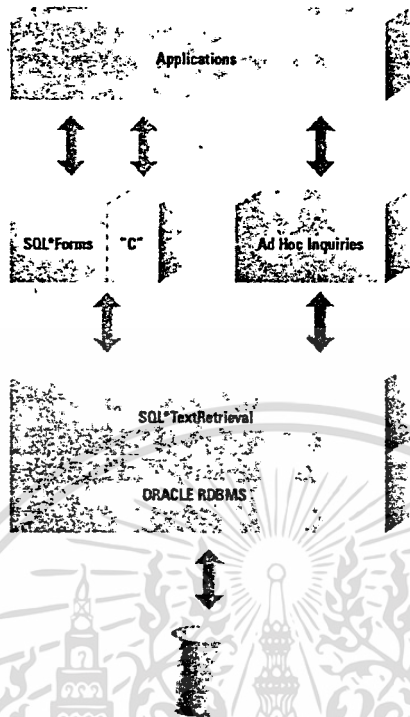 Applications
SQL*Forms "C" Ad Hoc Inquiries
SQL*TextRetrieval
ORACLE RDBMS